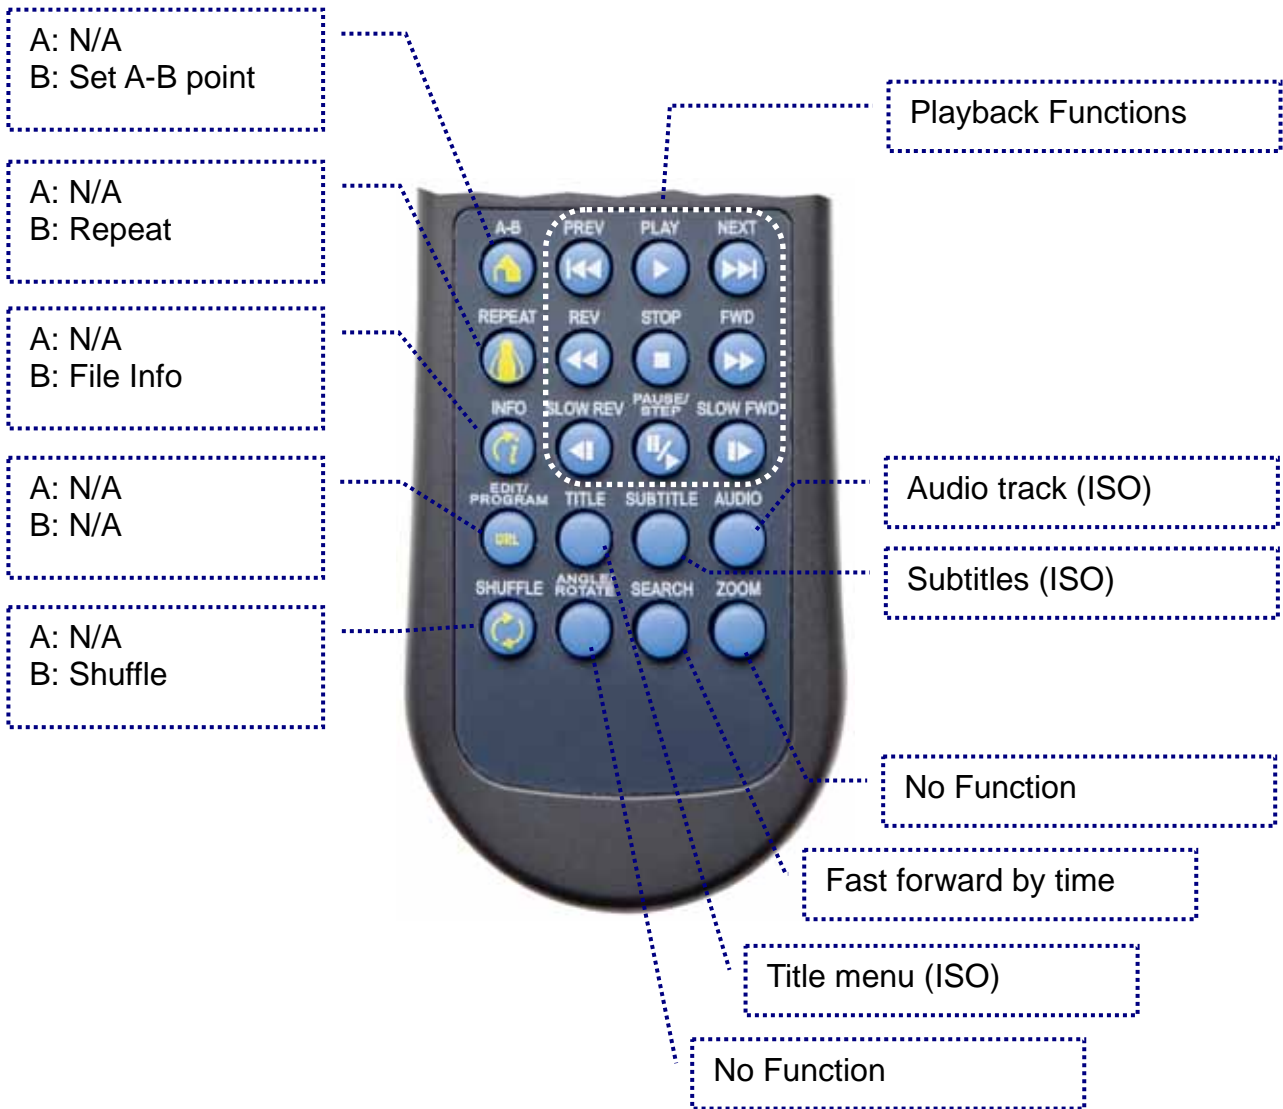 A: N/A
B: Set A-B point
Playback Functions
A: N/A
B: Repeat
A: N/A
B: File Info
A: N/A
B: N/A
A: N/A
B: Shuffle
A-B PREV PLAY NEXT
REPEAT REV STOP FWD
INFO SLOW REV PAUSE/ STEP SLOW FWD
i
EDIT/ PROGRAM TITLE SUBTITLE AUDIO
URL
SHUFFLE ANGLE/ ROTATE SEARCH ZOOM
Audio track (ISO)
Subtitles (ISO)
No Function
Fast forward by time
Title menu (ISO)
No Function